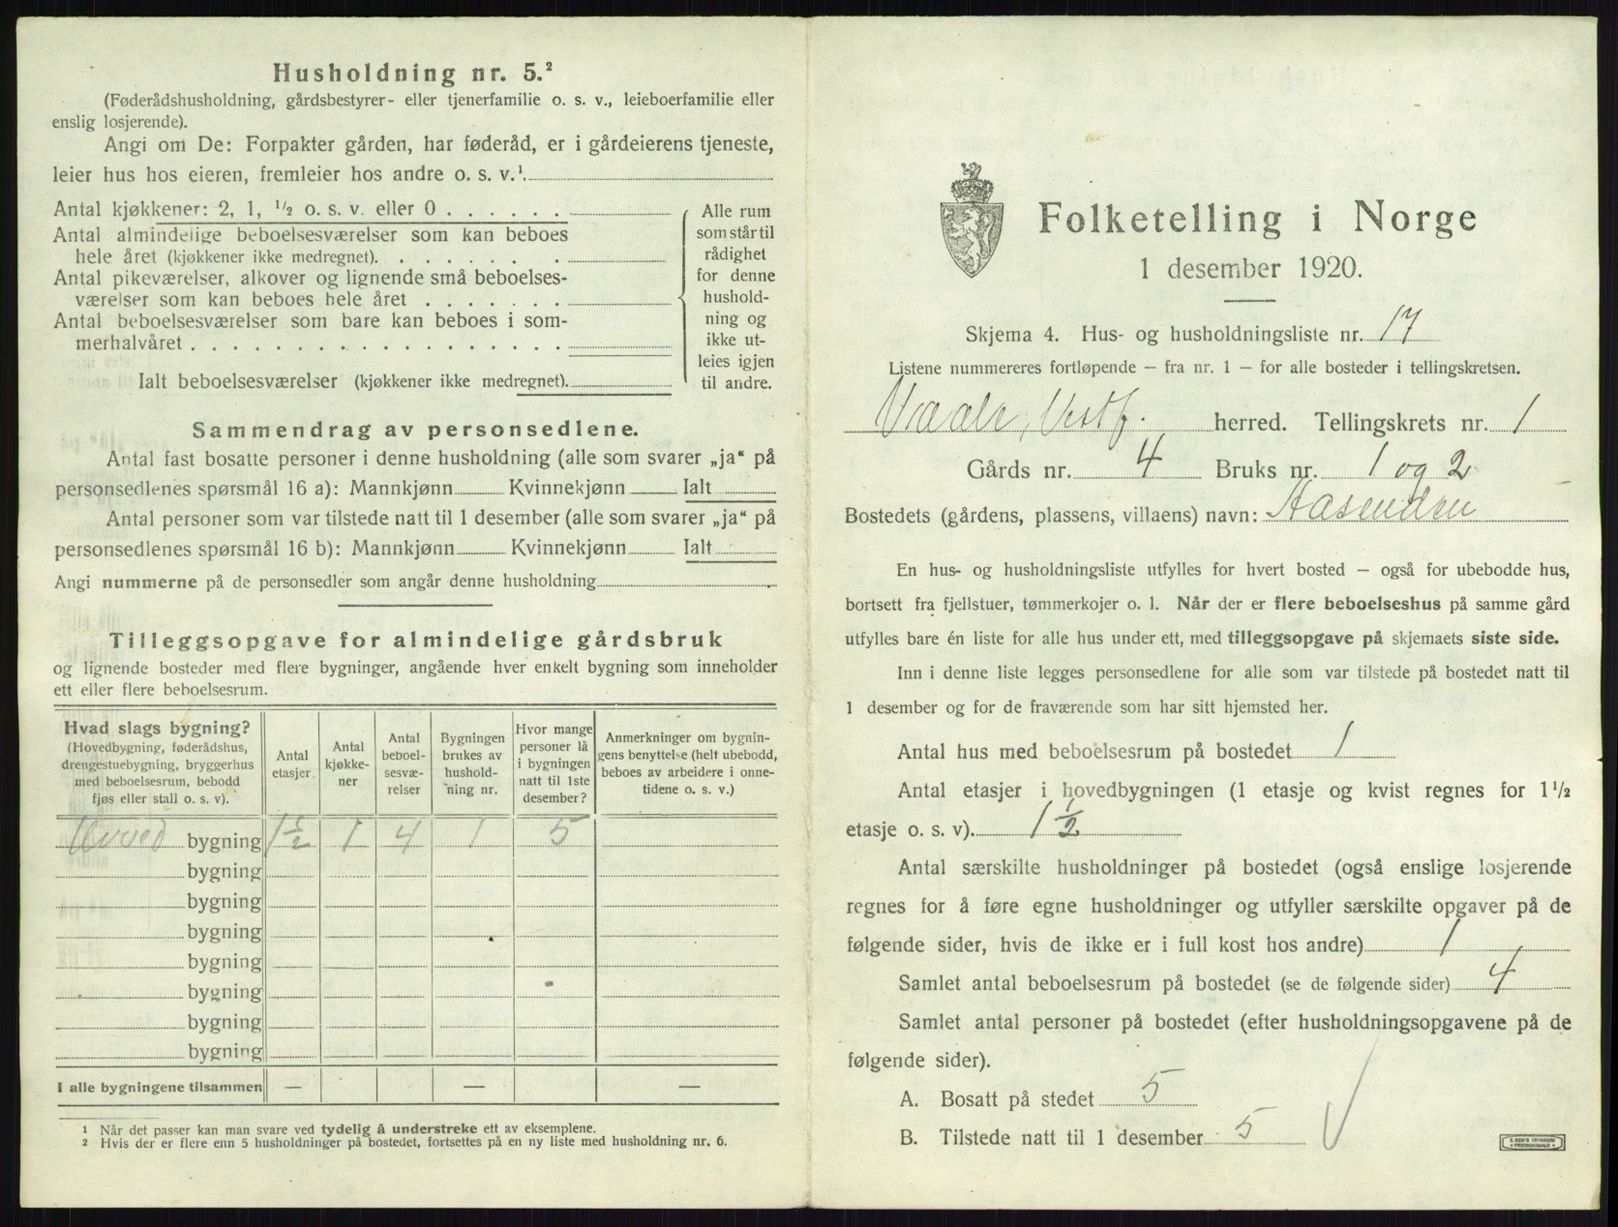 Husholdning nr. 5.²
(Føderådshusholdning, gårdsbestyrer- eller tjenerfamilie o. s. v., leieboerfamilie eller
enslig losjerende).
Angi om De: Forpakter gården, har føderåd, er i gårdeierens tjeneste,
leier hus hos eieren, fremleier hos andre o. s. v.¹.
Antal kjøkkener: 2, 1, ½ o. s. v. eller 0 . . . . . .
Antal almindelige beboelsesværelser som kan beboes
hele året (kjøkkener ikke medregnet). . . . . . . .
Antal pikeværelser, alkover og lignende små beboelses-
værelser som kan beboes hele året . . . . . . .
Antal beboelsesværelser som bare kan beboes i som-
merhalvåret . . . . . . . . . . . . . . . . . .
Ialt beboelsesværelser (kjøkkener ikke medregnet).
Alle rum
som står til
rådighet
for denne
hushold-
ning og
ikke ut-
leies igjen
til andre.
Sammendrag av personsedlene.
Antal fast bosatte personer i denne husholdning (alle som svarer „ja“ på
personsedlenes spørsmål 16 a): Mannkjønn Kvinnekjønn Ialt
Antal personer som var tilstede natt til 1 desember (alle som svarer „ja“ på
personsedlenes spørsmål 16 b): Mannkjønn Kvinnekjønn Ialt
Angi nummerne på de personsedler som angår denne husholdning
Tilleggsopgave for almindelige gårdsbruk
og lignende bosteder med flere bygninger, angående hver enkelt bygning som inneholder
ett eller flere beboelsesrum.
Hvad slags bygning?
(Hovedbygning, føderådshus,
drengestuebygning, bryggerhus
med beboelsesrum, bebodd
fjøs eller stall o. s. v).
Antal
etasjer
Antal
kjøkke-
ner
Antal
beboel-
sesvæ-
relser
Bygningen
brukes av
hushold-
ning nr.
Hvor mange
personer lå
i bygningen
natt til 1ste
desember?
Anmerkninger om bygnin-
gens benyttelse (helt ubebodd,
beboes av arbeidere i onne-
tidene o. s. v.)
Hoved bygning 1½ 1 4 1 5
bygning
bygning
bygning
bygning
bygning
bygning
bygning
I alle bygningene tilsammen — — —
1 Når det passer kan man svare ved tydelig å understreke ett av eksemplene.
2 Hvis der er flere enn 5 husholdninger på bostedet, fortsettes på en ny liste med husholdning nr. 6.
Folketelling i Norge
1 desember 1920.
Skjema 4. Hus- og husholdningsliste nr. 17
Listene nummereres fortløpende — fra nr. 1 — for alle bosteder i tellingskretsen.
Vaale, Vestf. herred. Tellingskrets nr. 1
Gårds nr. 4 Bruks nr. 1 og 2
Bostedets (gårdens, plassens, villaens) navn: Aasenden
En hus- og husholdningsliste utfylles for hvert bosted — også for ubebodde hus,
bortsett fra fjellstuer, tømmerkojer o. l. Når der er flere beboelseshus på samme gård
utfylles bare én liste for alle hus under ett, med tilleggsopgave på skjemaets siste side.
Inn i denne liste legges personsedlene for alle som var tilstede på bostedet natt til
1 desember og for de fraværende som har sitt hjemsted her.
Antal hus med beboelsesrum på bostedet 1
Antal etasjer i hovedbygningen (1 etasje og kvist regnes for 1½
etasje o. s. v). 1½
Antal særskilte husholdninger på bostedet (også enslige losjerende
regnes for å føre egne husholdninger og utfyller særskilte opgaver på de
følgende sider, hvis de ikke er i full kost hos andre) 1
Samlet antal beboelsesrum på bostedet (se de følgende sider) 4
Samlet antal personer på bostedet (efter husholdningsopgavene på de
følgende sider).
A. Bosatt på stedet 5
B. Tilstede natt til 1 desember 5